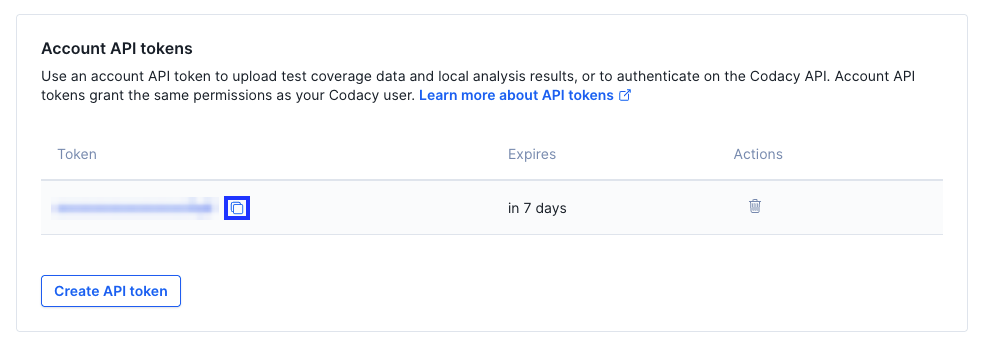 Account API tokens
Use an account API token to upload test coverage data and local analysis results, or to authenticate on the Codacy API. Account API
tokens grant the same permissions as your Codacy user. Learn more about API tokens
Token Expires Actions
in 7 days
Create API token